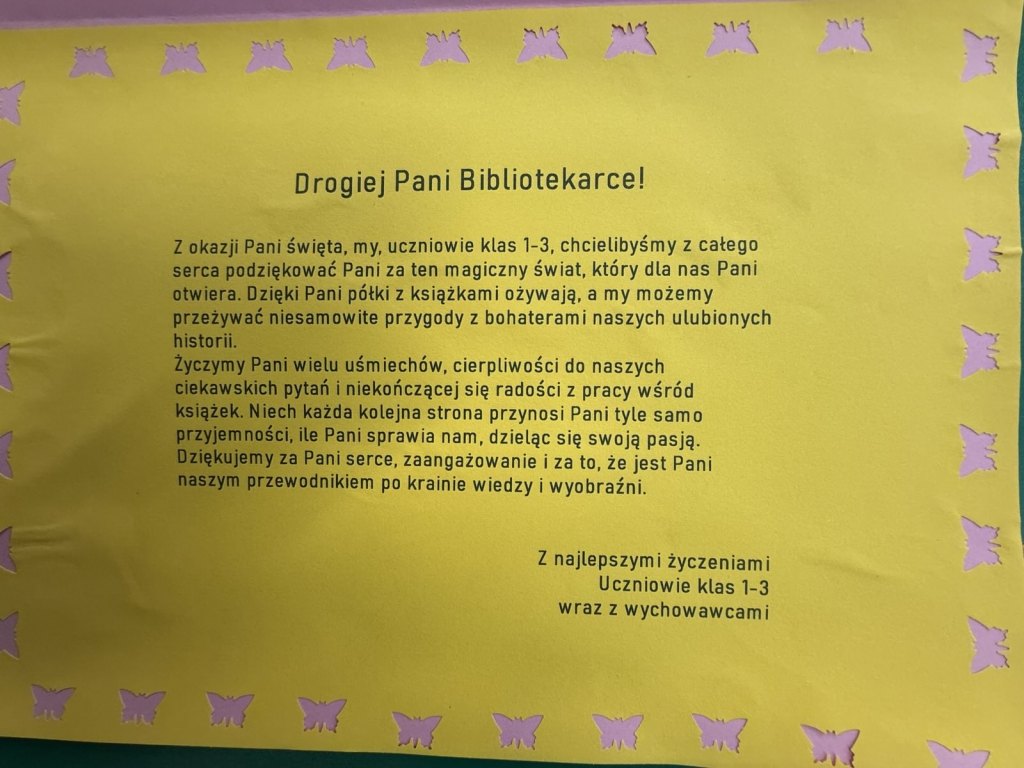 Drogiej Pani Bibliotekarce!
Z okazji Pani święta, my, uczniowie klas 1-3, chcielibyśmy z całego
serca podziękować Pani za ten magiczny świat, który dla nas Pani
otwiera. Dzięki Pani półki z książkami ożywają, a my możemy
przeżywać niesamowite przygody z bohaterami naszych ulubionych
historii.
Życzymy Pani wielu uśmiechów, cierpliwości do naszych
ciekawskich pytań i niekończącej się radości z pracy wśród
książek. Niech każda kolejna strona przynosi Pani tyle samo
przyjemności, ile Pani sprawia nam, dzieląc się swoją pasją.
Dziękujemy za Pani serce, zaangażowanie i za to, że jest Pani
naszym przewodnikiem po krainie wiedzy i wyobraźni.
Z najlepszymi życzeniami
Uczniowie klas 1-3
wraz z wychowawcami